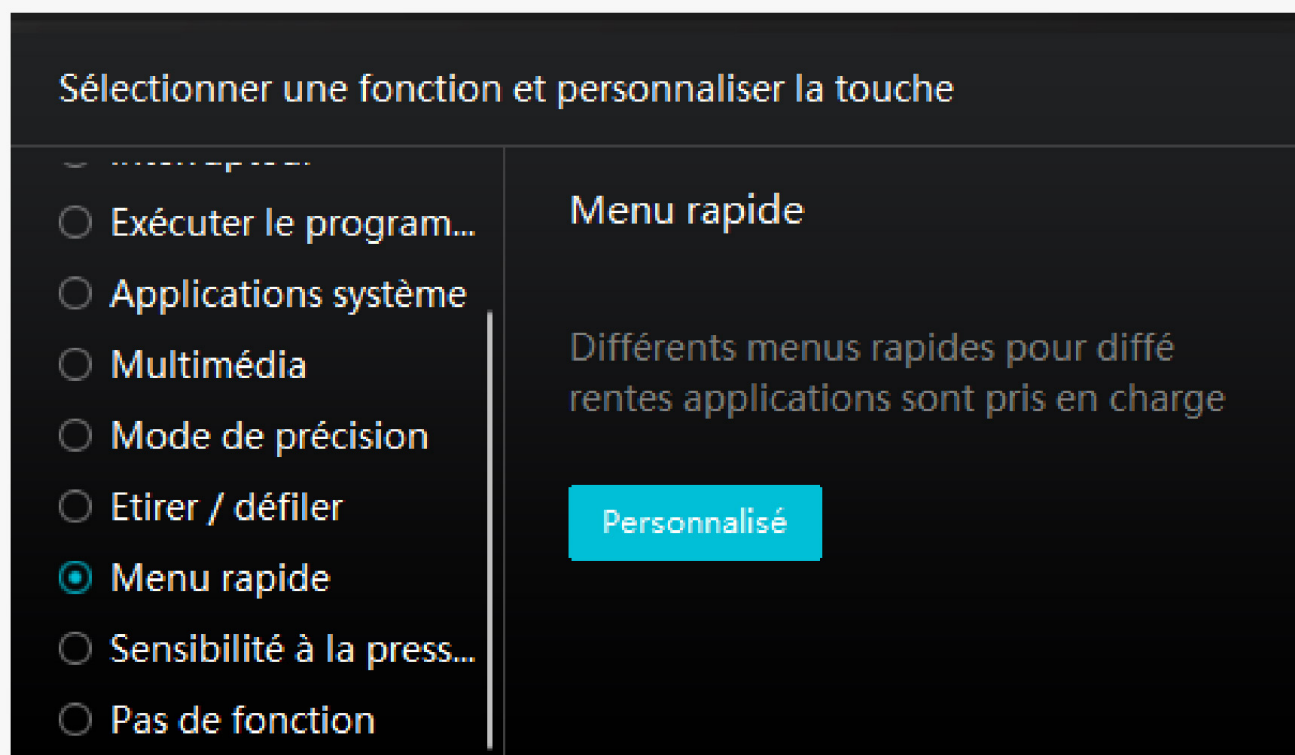 Sélectionner une fonction et personnaliser la touche
Exécuter le program...
Applications système
Multimédia
Mode de précision
Etirer / défiler
Menu rapide
Sensibilité à la press...
Pas de fonction
Menu rapide
Différents menus rapides pour diffé
rentes applications sont pris en charge
Personnalisé